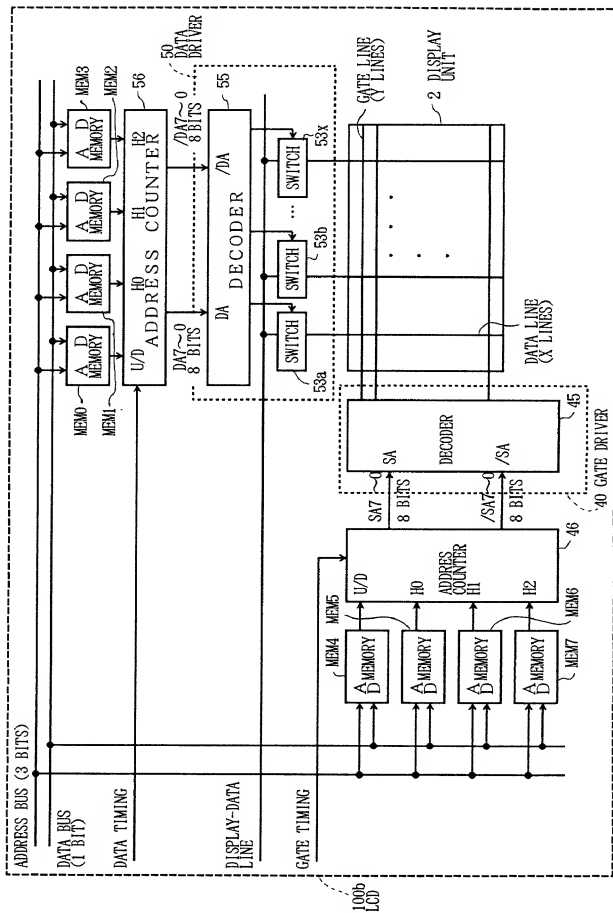 ADDRESS BUS (3 BITS)
DATA BUS
(1 BIT)
DATA TIMING
DISPLAY-DATA
LINE
GATE TIMING
100b
LCD
MEM0
MEM1
MEM2
MEM3
A D
MEMORY
A D
MEMORY
A D
MEMORY
A D
MEMORY
56
U/D H0 H1 H2
ADDRESS COUNTER
DA7~0
8 BITS
/DA7~0
8 BITS
50 DATA
DRIVER
DA /DA
DECODER
55
SWITCH
SWITCH
...
SWITCH
53a
53b
53x
GATE LINE
(Y LINES)
2 DISPLAY
UNIT
DATA LINE
(X LINES)
MEM4
MEM5
MEM6
MEM7
A
D MEMORY
A
D MEMORY
A
D MEMORY
A
D MEMORY
U/D
H0
ADDRES
COUNTER
H1
H2
46
SA7~0
8 BITS
/SA7~0
8 BITS
SA
DECODER
/SA
45
40 GATE DRIVER